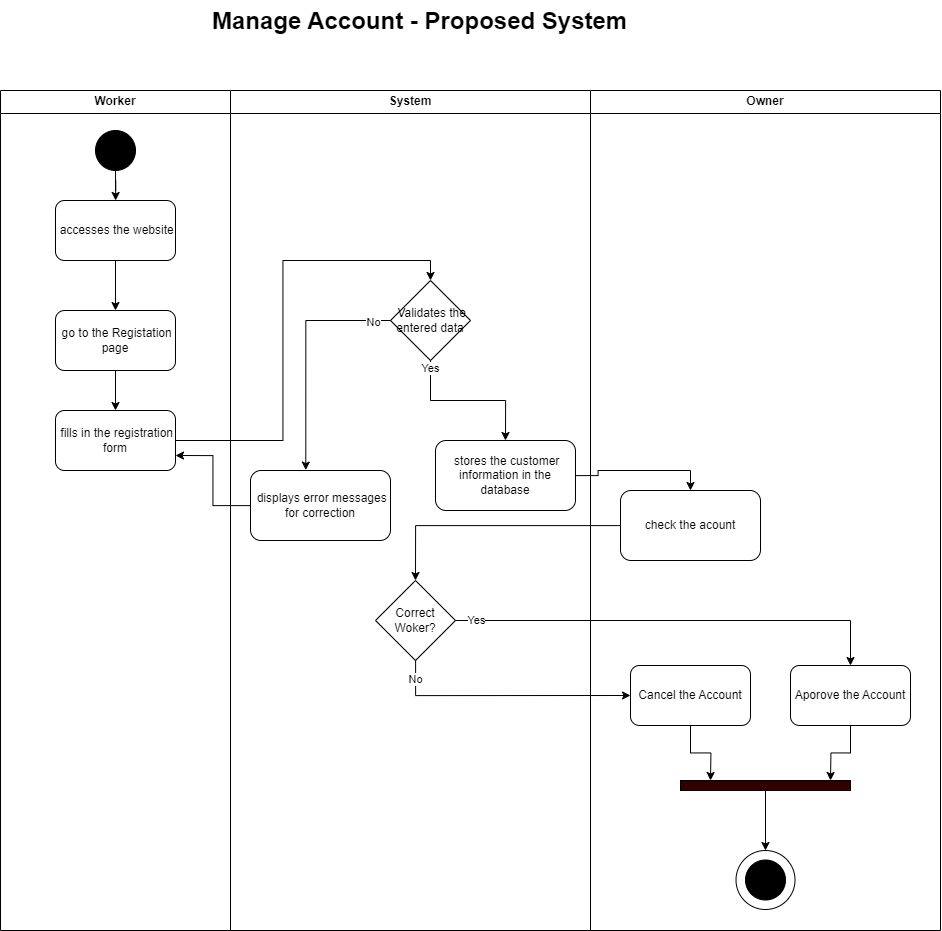 Manage Account - Proposed System
Worker
System
Owner
accesses the website
go to the Registation
page
fills in the registration
form
Validates the
entered data
No
Yes
displays error messages
for correction
stores the customer
information in the
database
check the acount
Correct
Woker?
Yes
No
Cancel the Account
Aporove the Account